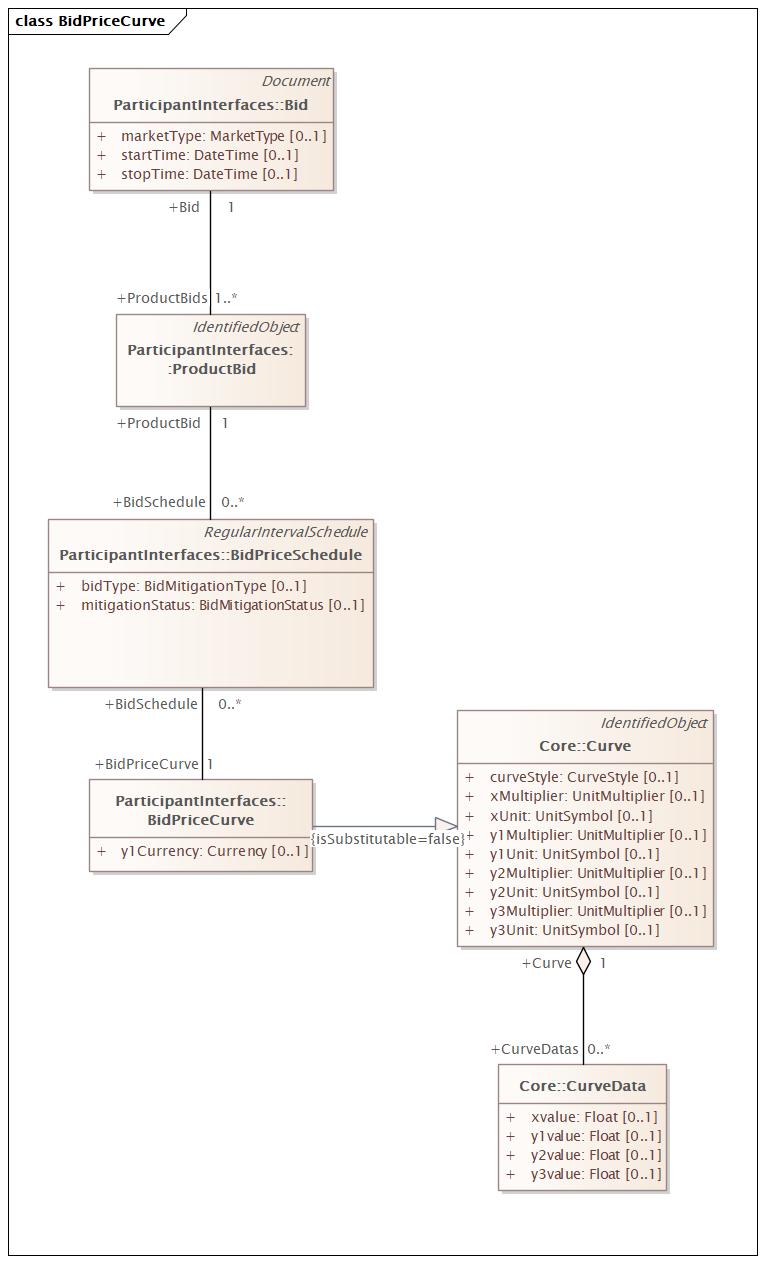 class BidPriceCurve
Document
ParticipantInterfaces::Bid
+ marketType: MarketType [0..1]
+ startTime: DateTime [0..1]
+ stopTime: DateTime [0..1]
+Bid 1
+ProductBids 1..*
IdentifiedObject
ParticipantInterfaces:
:ProductBid
+ProductBid 1
+BidSchedule 0..*
RegularIntervalSchedule
ParticipantInterfaces::BidPriceSchedule
+ bidType: BidMitigationType [0..1]
+ mitigationStatus: BidMitigationStatus [0..1]
+BidSchedule 0..*
+BidPriceCurve 1
ParticipantInterfaces::
BidPriceCurve
+ y1Currency: Currency [0..1]
{isSubstitutable=false}
IdentifiedObject
Core::Curve
+ curveStyle: CurveStyle [0..1]
+ xMultiplier: UnitMultiplier [0..1]
+ xUnit: UnitSymbol [0..1]
+ y1Multiplier: UnitMultiplier [0..1]
+ y1Unit: UnitSymbol [0..1]
+ y2Multiplier: UnitMultiplier [0..1]
+ y2Unit: UnitSymbol [0..1]
+ y3Multiplier: UnitMultiplier [0..1]
+ y3Unit: UnitSymbol [0..1]
+Curve 1
+CurveDatas 0..*
Core::CurveData
+ xvalue: Float [0..1]
+ y1value: Float [0..1]
+ y2value: Float [0..1]
+ y3value: Float [0..1]